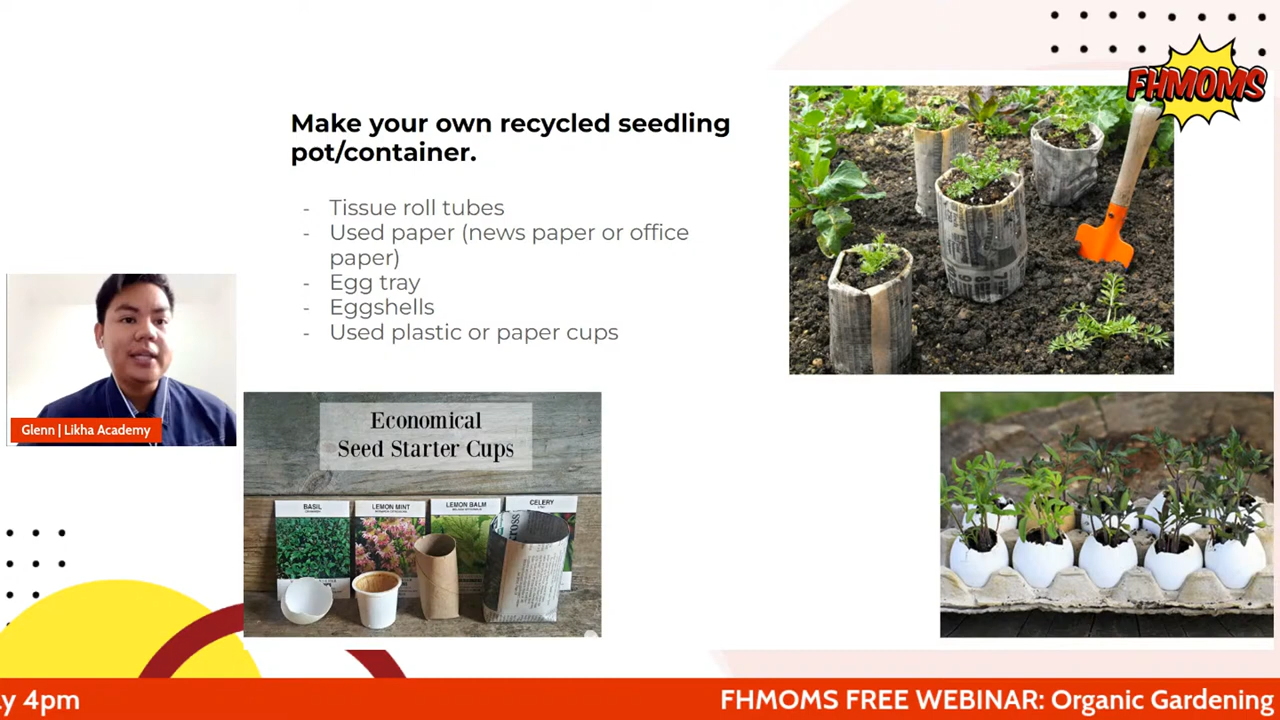 FHMOMS
Make your own recycled seedling
pot/container.
- Tissue roll tubes
- Used paper (news paper or office
paper)
- Egg tray
- Eggshells
- Used plastic or paper cups
Glenn | Likha Academy
Economical
Seed Starter Cups
BASIL
LEMON MINT
LEMON BALM
CELERY
y 4pm
FHMOMS FREE WEBINAR: Organic Gardening